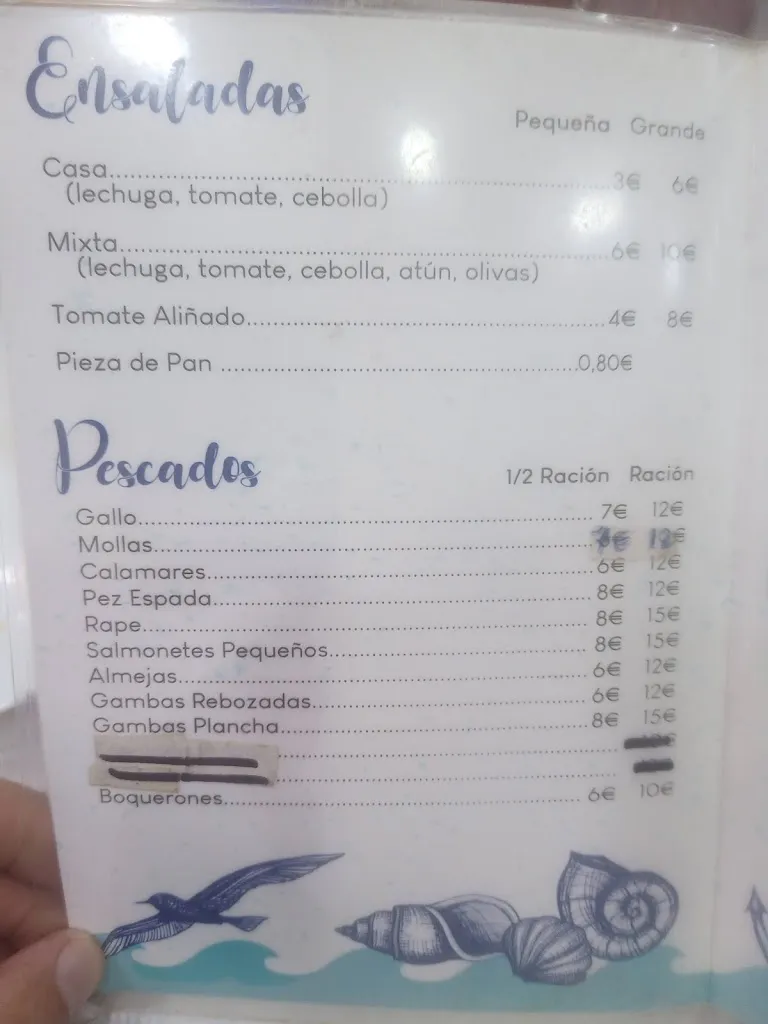 Ensaladas
Pequeña Grande
Casa 3€ 6€
(lechuga, tomate, cebolla)
Mixta 6€ 10€
(lechuga, tomate, cebolla, atún, olivas)
Tomate Aliñado 4€ 8€
Pieza de Pan 0,80€
Pescados
1/2 Ración Ración
Gallo 7€ 12€
Mollas 7€
Calamares 6€ 12€
Pez Espada 8€ 12€
Rape 8€ 15€
Salmonetes Pequeños 8€ 15€
Almejas 6€ 12€
Gambas Rebozadas 6€ 12€
Gambas Plancha 8€ 15€
Boquerones 6€ 10€